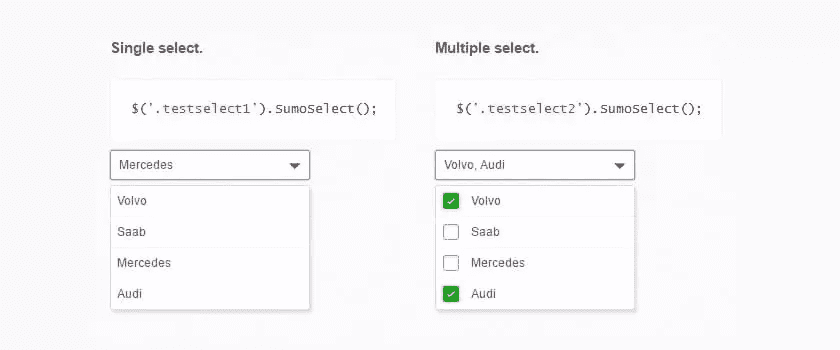 Single select.
$('.testselect1').SumoSelect();
Mercedes
Volvo
Saab
Mercedes
Audi
Multiple select.
$('.testselect2').SumoSelect();
Volvo, Audi
Volvo
Saab
Mercedes
Audi